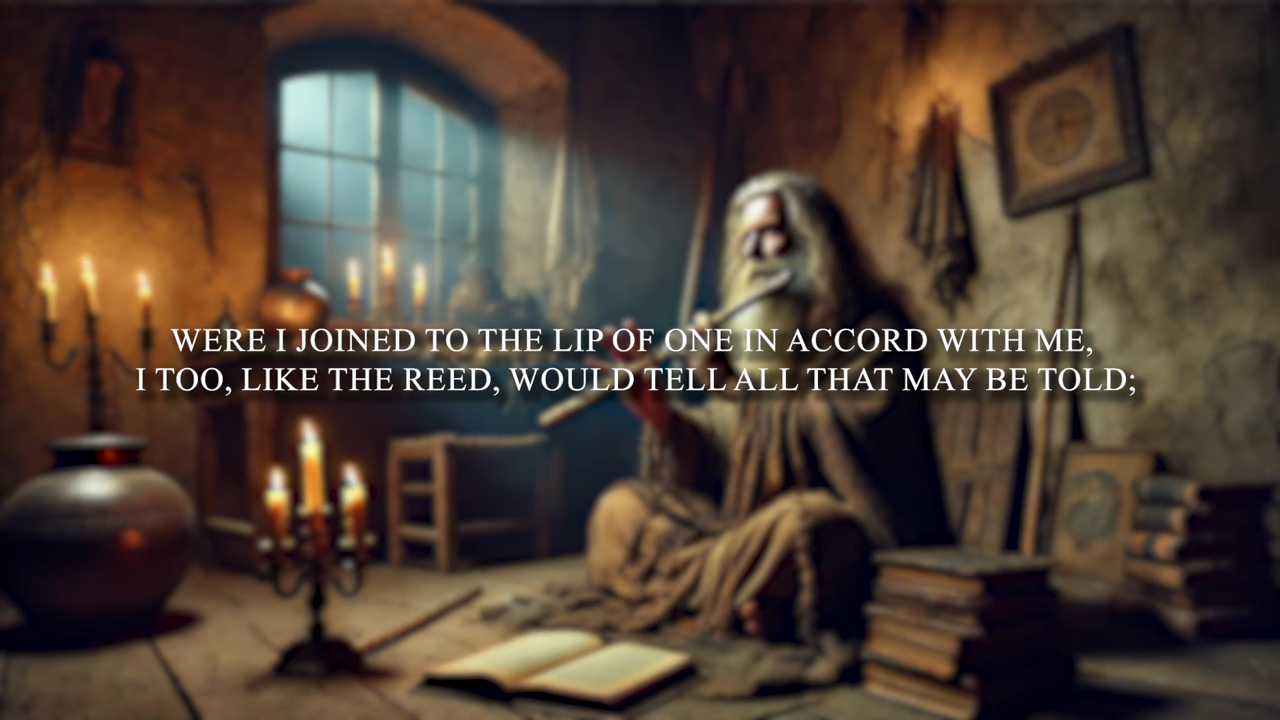 WERE I JOINED TO THE LIP OF ONE IN ACCORD WITH ME,
I TOO, LIKE THE REED, WOULD TELL ALL THAT MAY BE TOLD;